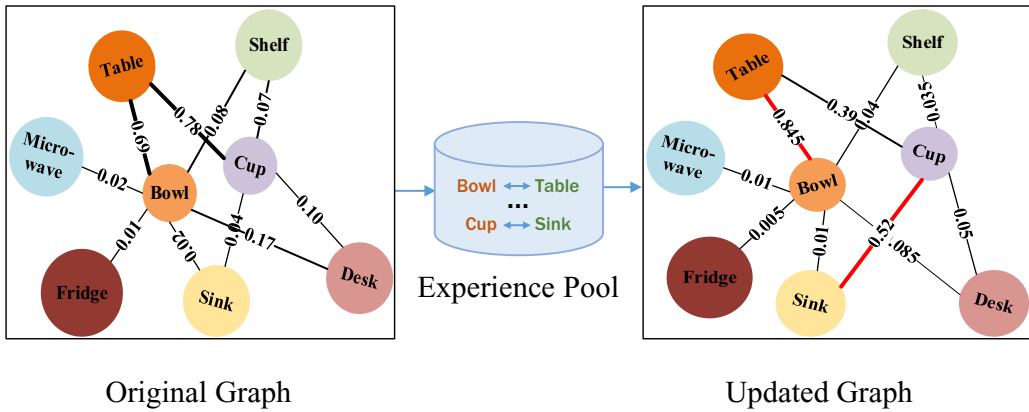 Table
Shelf
Micro-
wave
Bowl
Cup
Fridge
Sink
Desk
0.69
0.78
0.08
0.07
0.02
0.01
0.02
0.04
0.17
0.10
Original Graph
Bowl Table
...
Cup Sink
Experience Pool
Table
Shelf
Micro-
wave
Bowl
Cup
Fridge
Sink
Desk
0.845
0.39
0.04
0.035
0.01
0.005
0.01
0.52
0.085
0.05
Updated Graph